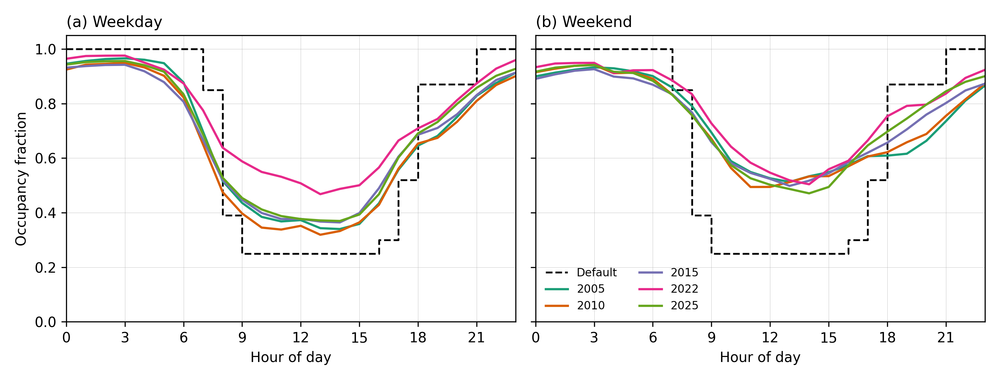 (a) Weekday
(b) Weekend
Occupancy fraction
1.0
0.8
0.6
0.4
0.2
0.0
0 3 6 9 12 15 18 21
0 3 6 9 12 15 18 21
Hour of day
Hour of day
Default
2005
2010
2015
2022
2025